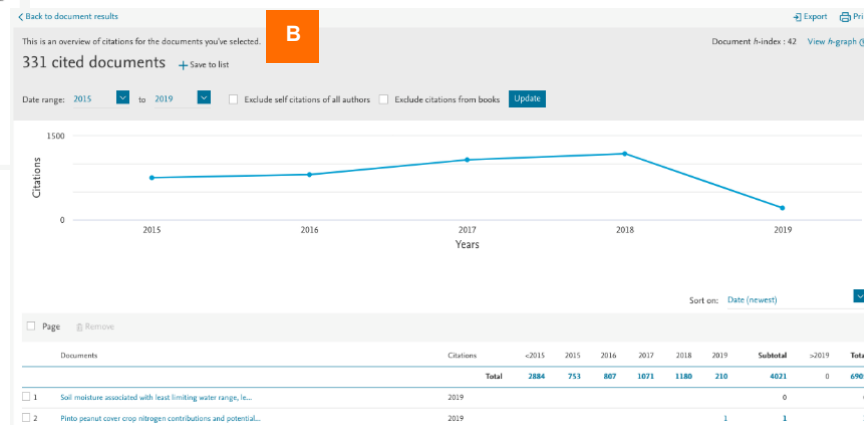 Back to document results
Export Pri
B
This is an overview of citations for the documents you've selected.
Document h-index : 42 View h-graph
331 cited documents + Save to list
Date range: 2015 to 2019 Exclude self citations of all authors Exclude citations from books Update
1500
Citations
0
2015 2016 2017 2018 2019
Years
Sort on: Date (newest)
Page Remove
Documents Citations <2015 2015 2016 2017 2018 2019 Subtotal >2019 Tota
Total 2884 753 807 1071 1180 210 4021 0 690
1 Soil moisture associated with least limiting water range, le... 2019 0
2 Pinto peanut cover crop nitrogen contributions and potential... 2019 1 1